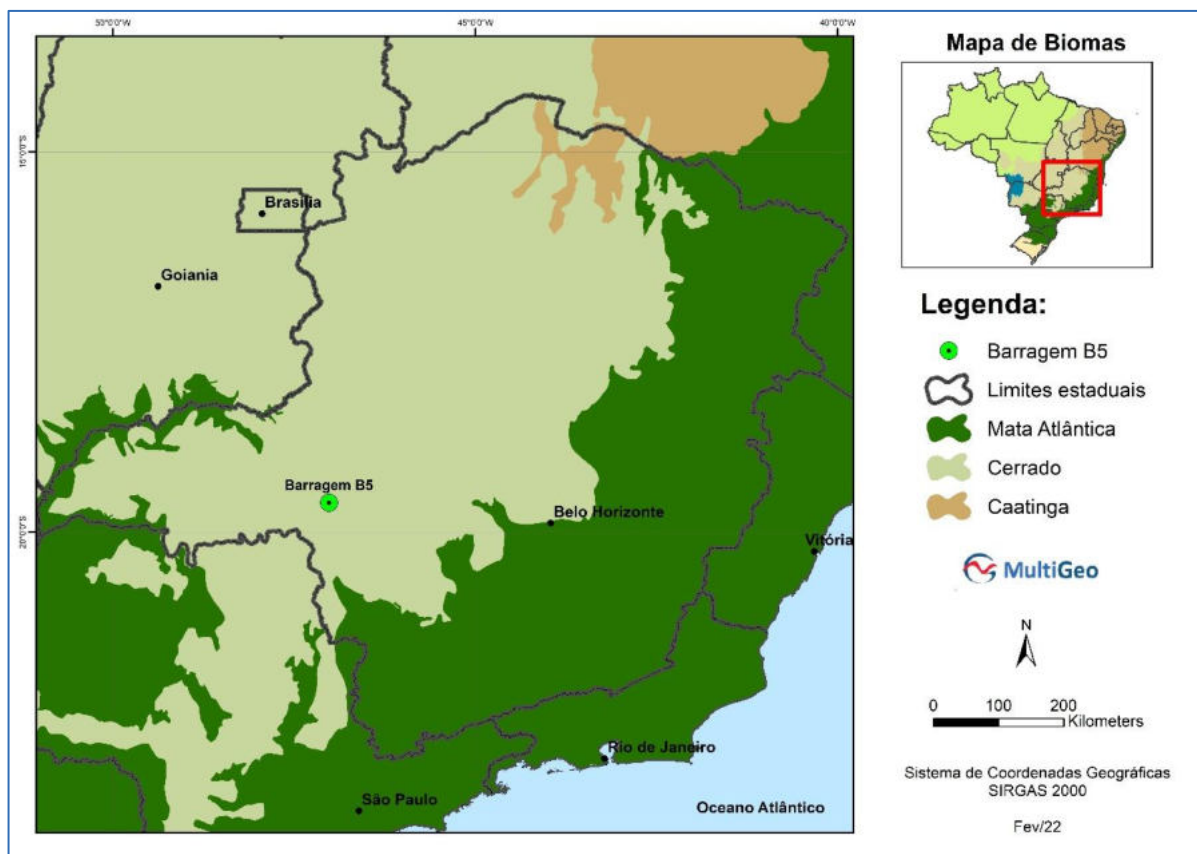 50°0'0"W
45°0'0"W
40°0'0"W
15°0'0"S
20°0'0"S
Brasília
Goiania
Barragem B5
Belo Horizonte
Vitória
Rio de Janeiro
São Paulo
Oceano Atlântico
Mapa de Biomas
Legenda:
Barragem B5
Limites estaduais
Mata Atlântica
Cerrado
Caatinga
MultiGeo
N
0 100 200
Kilometers
Sistema de Coordenadas Geográficas
SIRGAS 2000
Fev/22